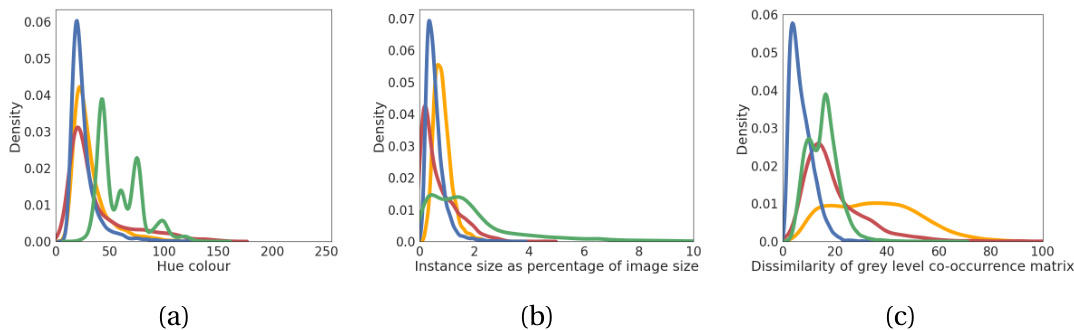 0.06
0.05
0.04
0.03
0.02
0.01
0.00
Density
0 50 100 150 200 250
Hue colour
(a)
0.07
0.06
0.05
0.04
0.03
0.02
0.01
0.0
Density
0 2 4 6 8 10
Instance size as percentage of image size
(b)
0.06
0.05
0.04
0.03
0.02
0.01
0.00
Density
0 20 40 60 80 100
Dissimilarity of grey level co-occurrence matrix
(c)